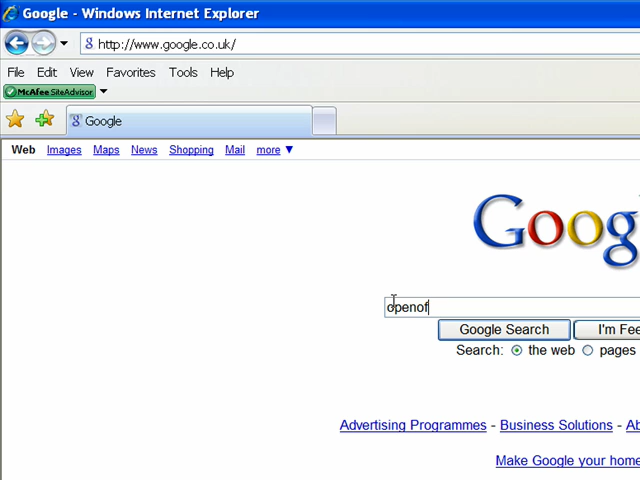 Google - Windows Internet Explorer
http://www.google.co.uk/
File Edit View Favorites Tools Help
McAfee SiteAdvisor
Google
Web Images Maps News Shopping Mail more ▼
Goog
openof
Google Search I'm Fee
Search: the web pages
Advertising Programmes - Business Solutions - Ab
Make Google your home